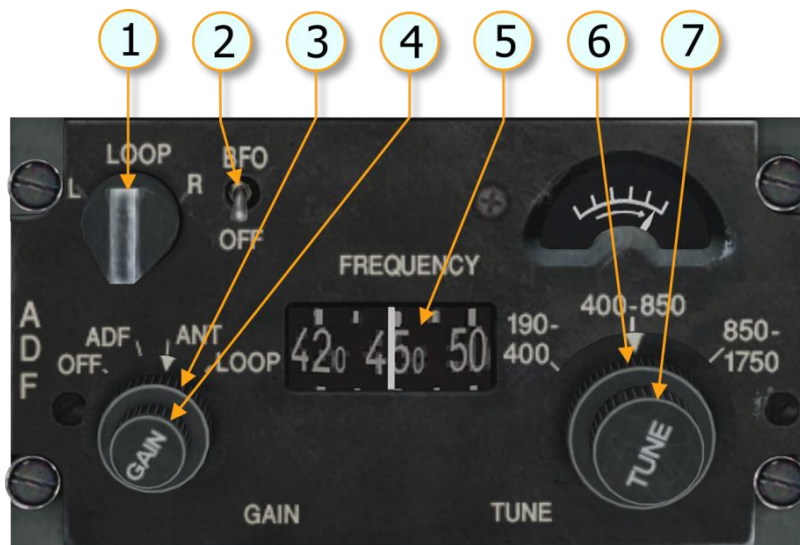 1 2 3 4 5 6 7
LOOP
L R
BFO
OFF
FREQUENCY
420 450 50
ADF
OFF ADF ANT LOOP
GAIN
GAIN
190-400
400-850
850-1750
TUNE
TUNE